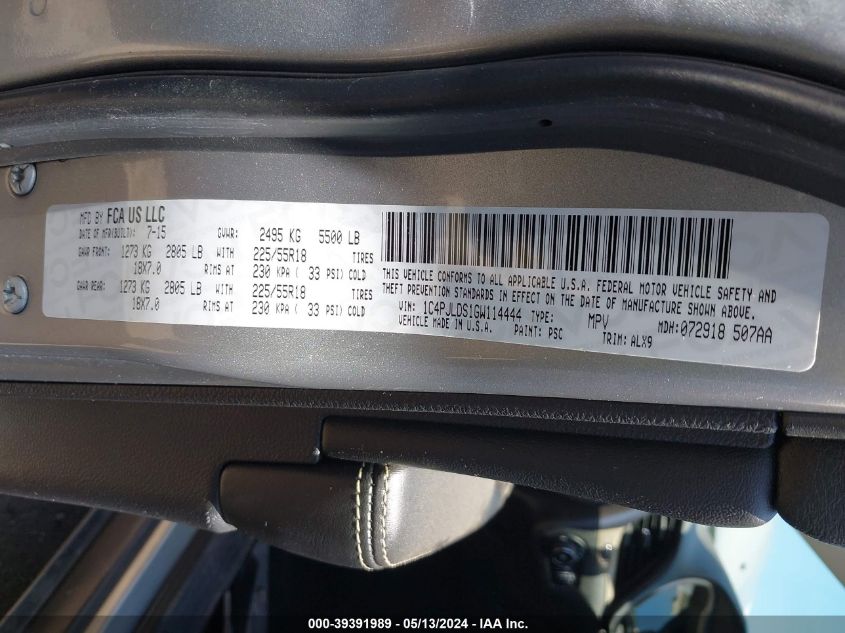 MFD BY FCA US LLC
DATE OF MFR(BUILT): 7-15 GVWR: 2495 KG 5500 LB
GAWR FRONT: 1273 KG 2805 LB WITH 225/55R18 TIRES
18X7.0 RIMS AT 230 KPA ( 33 PSI) COLD
GAWR REAR: 1273 KG 2805 LB WITH 225/55R18 TIRES
18X7.0 RIMS AT 230 KPA ( 33 PSI) COLD
THIS VEHICLE CONFORMS TO ALL APPLICABLE U.S.A. FEDERAL MOTOR VEHICLE SAFETY AND
THEFT PREVENTION STANDARDS IN EFFECT ON THE DATE OF MANUFACTURE SHOWN ABOVE.
VIN: 1C4PJLDS1GW114444 TYPE: MPV MDH:072918 507AA
VEHICLE MADE IN U.S.A. PAINT: PSC TRIM: ALX9
000-39391989 - 05/13/2024 - IAA Inc.